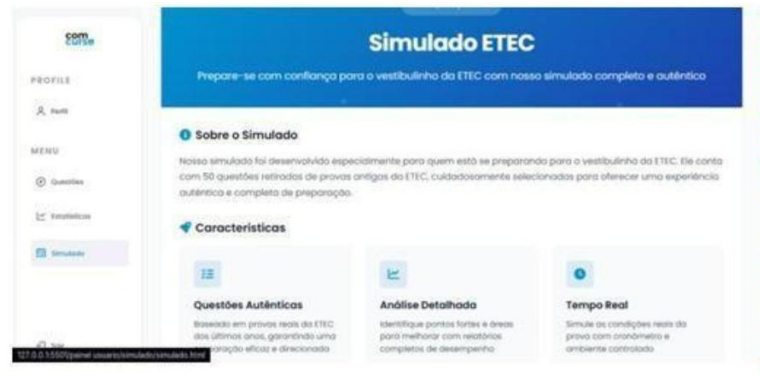 com
curse
PROFILE
Perfil
MENU
Questões
Estatísticas
Simulado
Sair
Simulado ETEC
Prepare-se com confiança para o vestibulinho da ETEC com nosso simulado completo e autêntico
Sobre o Simulado
Nosso simulado foi desenvolvido especialmente para quem está se preparando para o vestibulinho da ETEC. Ele conta
com 50 questões retiradas de provas antigas da ETEC, cuidadosamente selecionadas para oferecer uma experiência
autêntica e completa de preparação.
Características
Questões Autênticas
Baseado em provas reais da ETEC
dos últimos anos, garantindo uma
eficaz e direcionada
Análise Detalhada
Identifique pontos fortes e áreas
para melhorar com relatórios
completos de desempenho
Tempo Real
Simule as condições reais da
prova com cronômetro e
ambiente controlado
127.0.0.1:5501/painel usuario/simulado/simulado.html